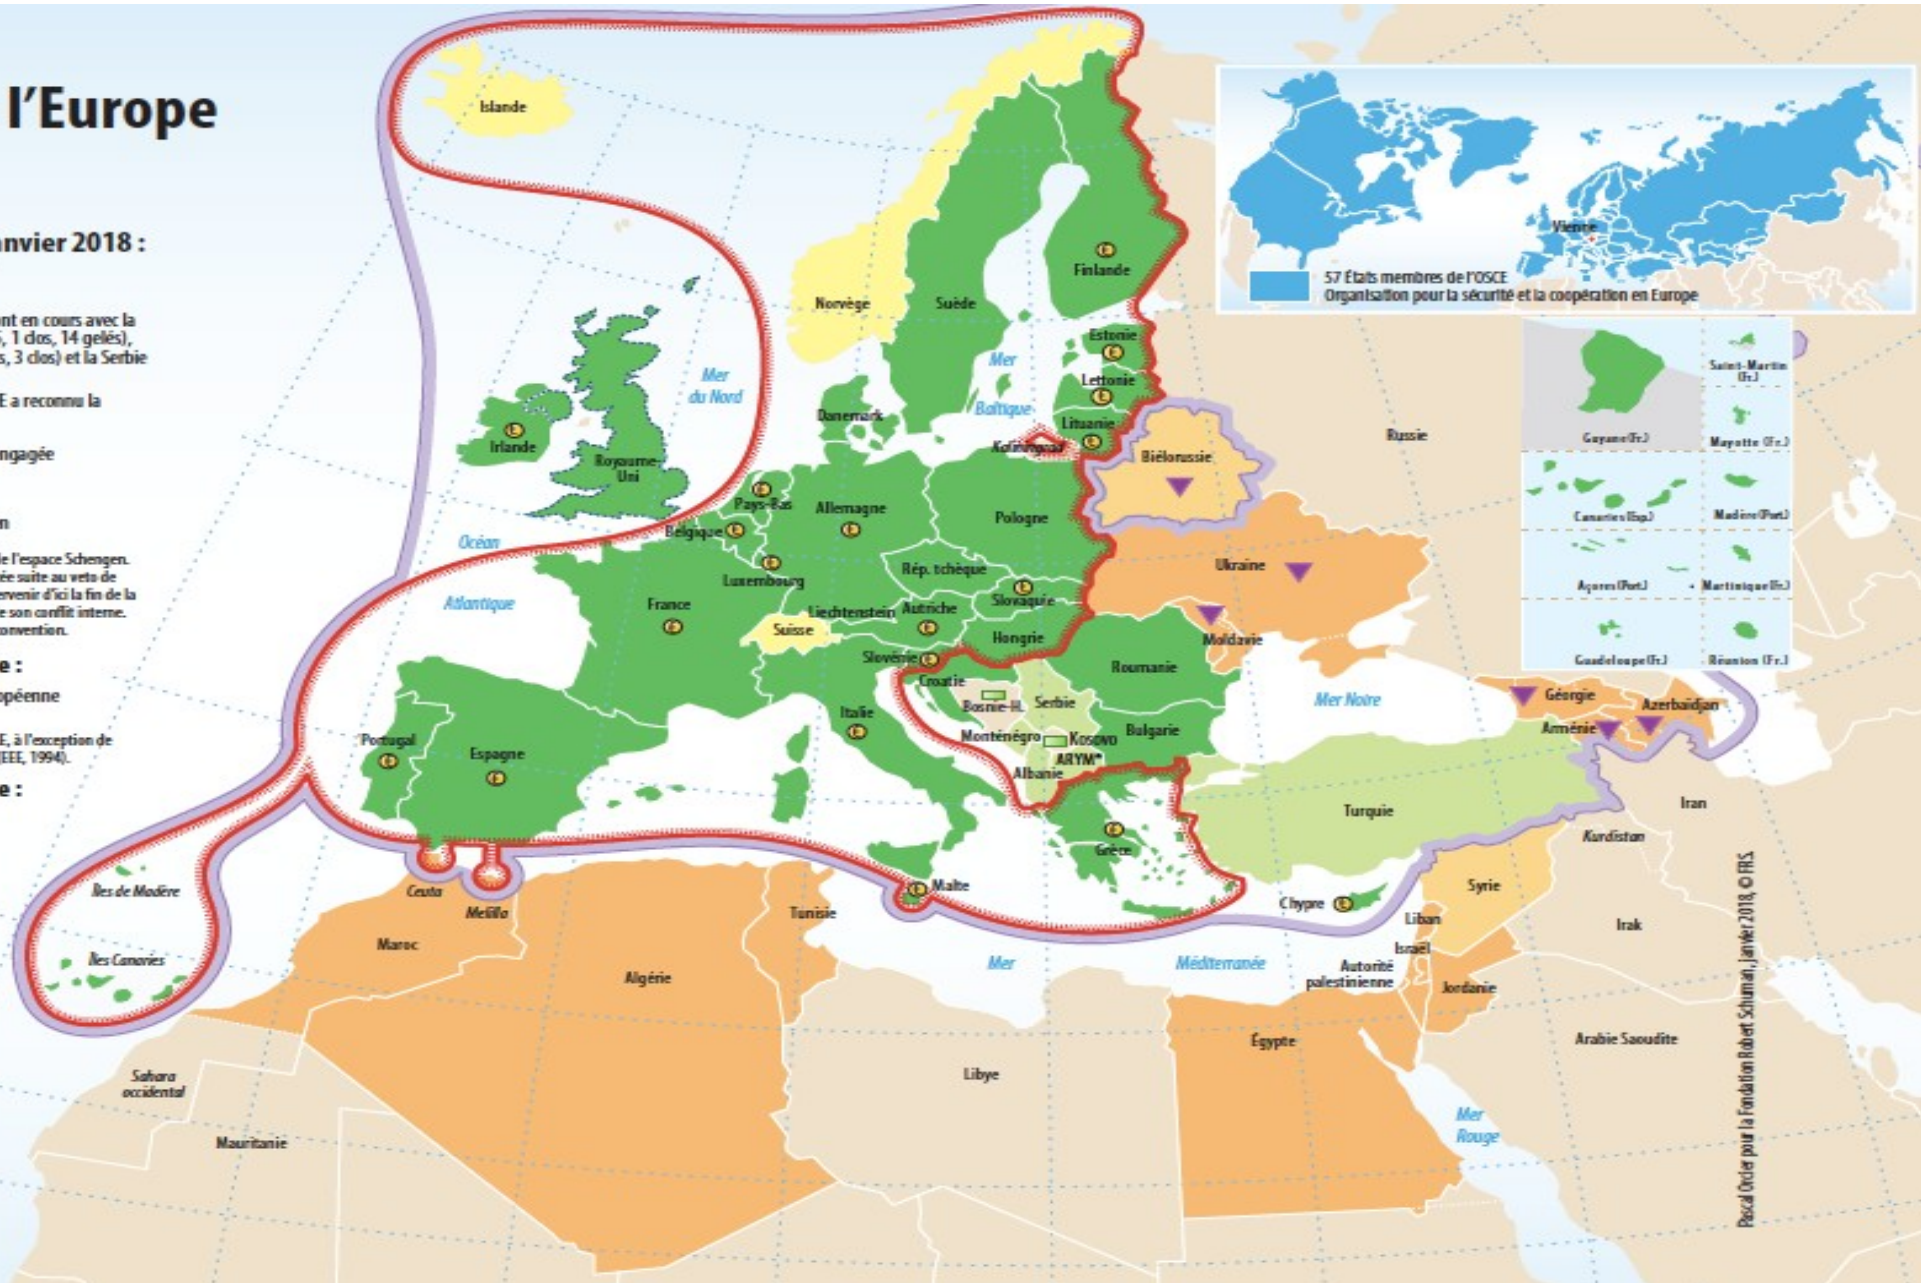 l'Europe
anvier 2018 :
nt en cours avec la
, 1 clos, 14 gelés),
s, 3 clos) et la Serbie
E a reconnu la
ngagée
n
e l'espace Schengen.
ée suite au veto de
ervenir d'ici la fin de la
e son conflit interne.
onvention.
e :
opéenne
E, à l'exception de
EEE, 1994).
e :
Islande
Norvège
Suède
Finlande
Estonie
Lettonie
Lituanie
Kaliningrad
Mer
Baltique
Mer
du Nord
Danemark
Irlande
Royaume-
Uni
Pays-Bas
Belgique
Luxembourg
Allemagne
Pologne
Biélorussie
Russie
Ukraine
Moldavie
Océan
Atlantique
France
Rép. tchèque
Slovaquie
Liechtenstein
Autriche
Suisse
Hongrie
Slovénie
Croatie
Bosnie-H.
Serbie
Monténégro
Kosovo
ARYM*
Albanie
Roumanie
Bulgarie
Italie
Portugal
Espagne
Grèce
Malte
Chypre
Turquie
Mer Noire
Géorgie
Arménie
Azerbaïdjan
Iran
Kurdistan
Syrie
Liban
Israël
Autorité
palestinienne
Jordanie
Irak
Arabie Saoudite
Îles de Madère
Îles Canaries
Ceuta
Melilla
Maroc
Algérie
Tunisie
Libye
Égypte
Mer
Méditerranée
Mer
Rouge
Sahara
occidental
Mauritanie
Vienne
57 États membres de l'OSCE
Organisation pour la sécurité et la coopération en Europe
Guyane (Fr.)
Saint-Martin
(Fr.)
Mayotte (Fr.)
Canaries (Esp.)
Madère (Port.)
Açores (Port.)
Martinique (Fr.)
Guadeloupe (Fr.)
Réunion (Fr.)
Pascal Orcier pour la Fondation Robert Schuman, janvier 2018, © FRS.